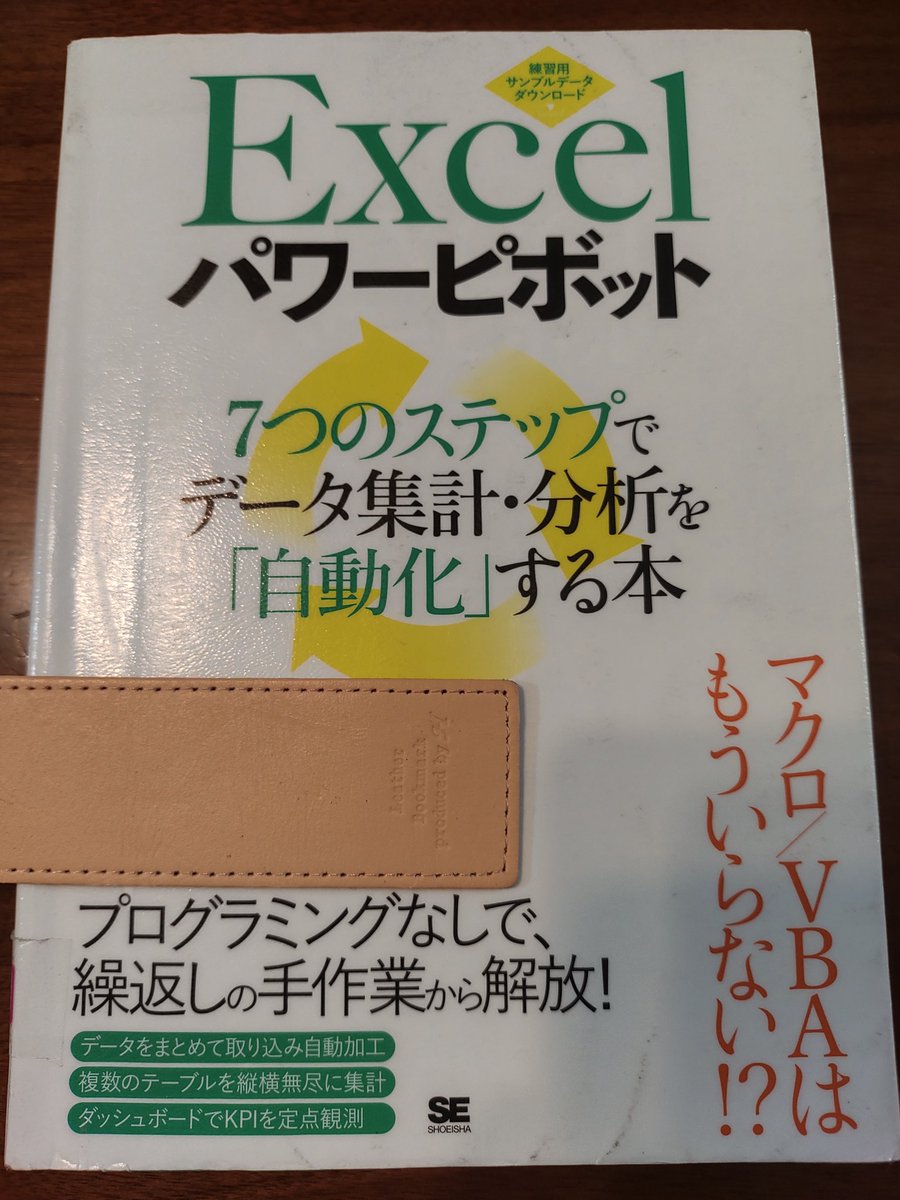 練習用
サンプルデータ
ダウンロード
Excel
パワーピボット
7つのステップで
データ集計・分析を
「自動化」する本
マクロ/VBAは
もういらない!?
Leather
Bookmark
produced by
プログラミングなしで、
繰返しの手作業から解放!
データをまとめて取り込み自動加工
複数のテーブルを縦横無尽に集計
ダッシュボードでKPIを定点観測
SE
SHOEISHA